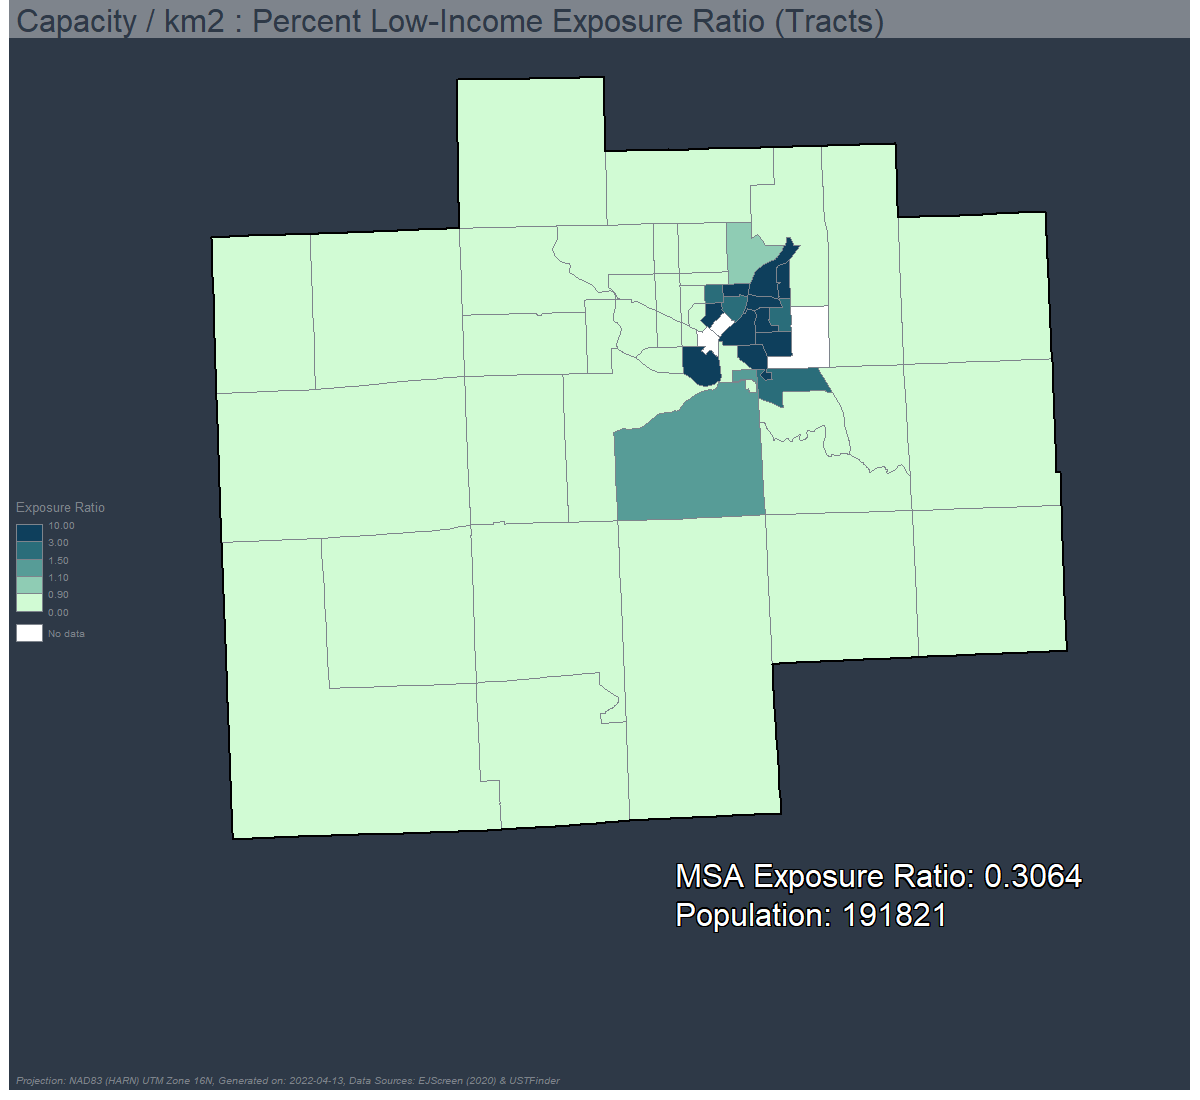 Capacity / km2 : Percent Low-Income Exposure Ratio (Tracts)
Exposure Ratio
10.00
3.00
1.50
1.10
0.90
0.00
No data
MSA Exposure Ratio: 0.3064
Population: 191821
Projection: NAD83 (HARN) UTM Zone 16N, Generated on: 2022-04-13, Data Sources: EJScreen (2020) & USTFinder